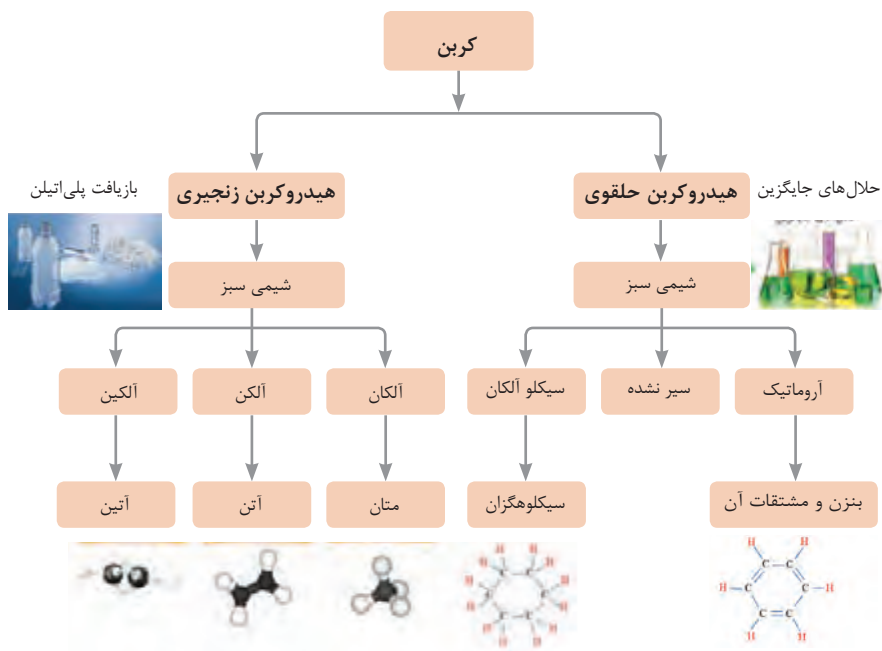 کربن
هیدروکربن حلقوی
هیدروکربن زنجیری
حلال‌های جایگزین
بازیافت پلی‌اتیلن
شیمی سبز
شیمی سبز
آروماتیک
سیر نشده
سیکلو آلکان
آلکان
آلکن
آلکین
بنزن و مشتقات آن
سیکلوهگزان
متان
آتن
آتین
H H
H C C H
C C
H C C H
H H
H H
H C C H
H C C H
H C C H
H H